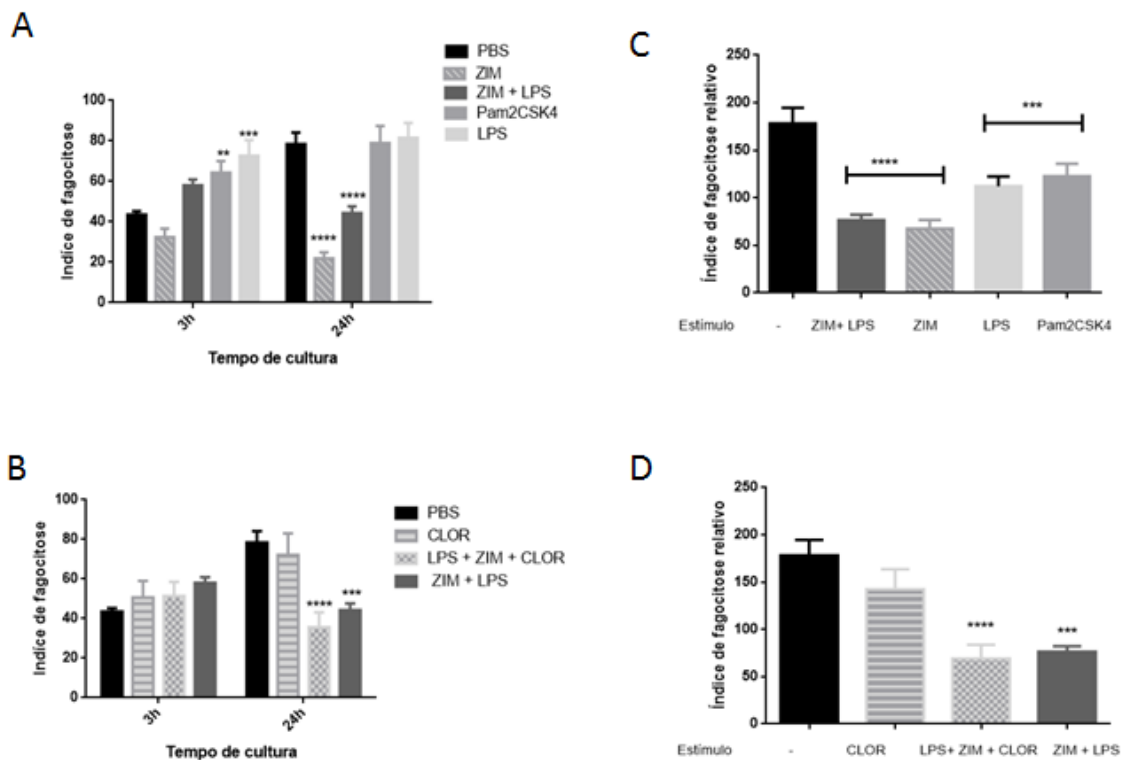 A
PBS
ZIM
ZIM + LPS
Pam2CSK4
LPS
Indice de fagocitose
100
80
60
40
20
0
**
***
****
****
3h
24h
Tempo de cultura
C
Índice de fagocitose relativo
250
200
150
100
50
0
****
***
Estímulo
-
ZIM+ LPS
ZIM
LPS
Pam2CSK4
B
PBS
CLOR
LPS + ZIM + CLOR
ZIM + LPS
Indice de fagocitose
100
80
60
40
20
0
****
***
3h
24h
Tempo de cultura
D
Índice de fagocitose relativo
250
200
150
100
50
0
****
***
Estímulo
-
CLOR
LPS+ ZIM + CLOR
ZIM + LPS